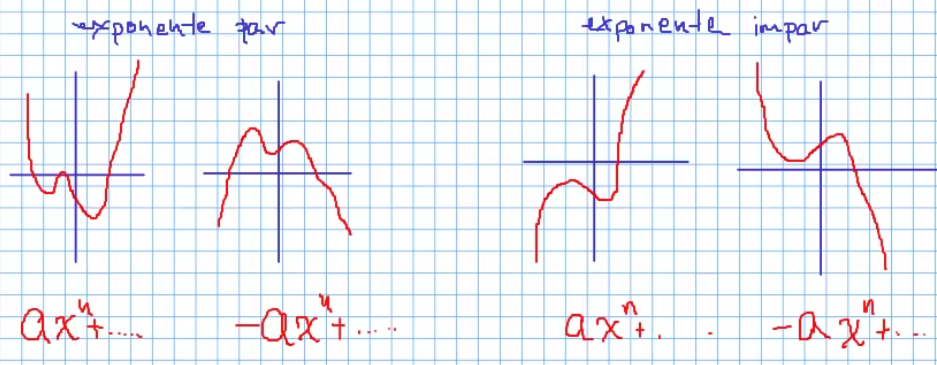 exponente par exponente impar
ax^n+..... -ax^n+..... ax^n+. . -ax^n+....